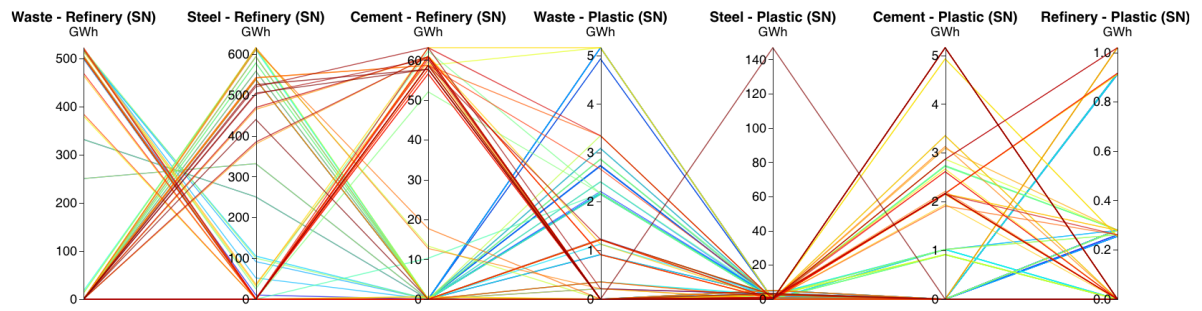 Waste - Refinery (SN) Steel - Refinery (SN) Cement - Refinery (SN) Waste - Plastic (SN) Steel - Plastic (SN) Cement - Plastic (SN) Refinery - Plastic (SN)
GWh GWh GWh GWh GWh GWh GWh
500 600 60 5 140 5 1.0
400 500 50 4 120 4 0.8
300 400 40 3 100 3 0.6
200 300 30 2 80 2 0.4
100 200 20 1 60 1 0.2
0 100 10 0 40 0 0.0
0 0 20
0